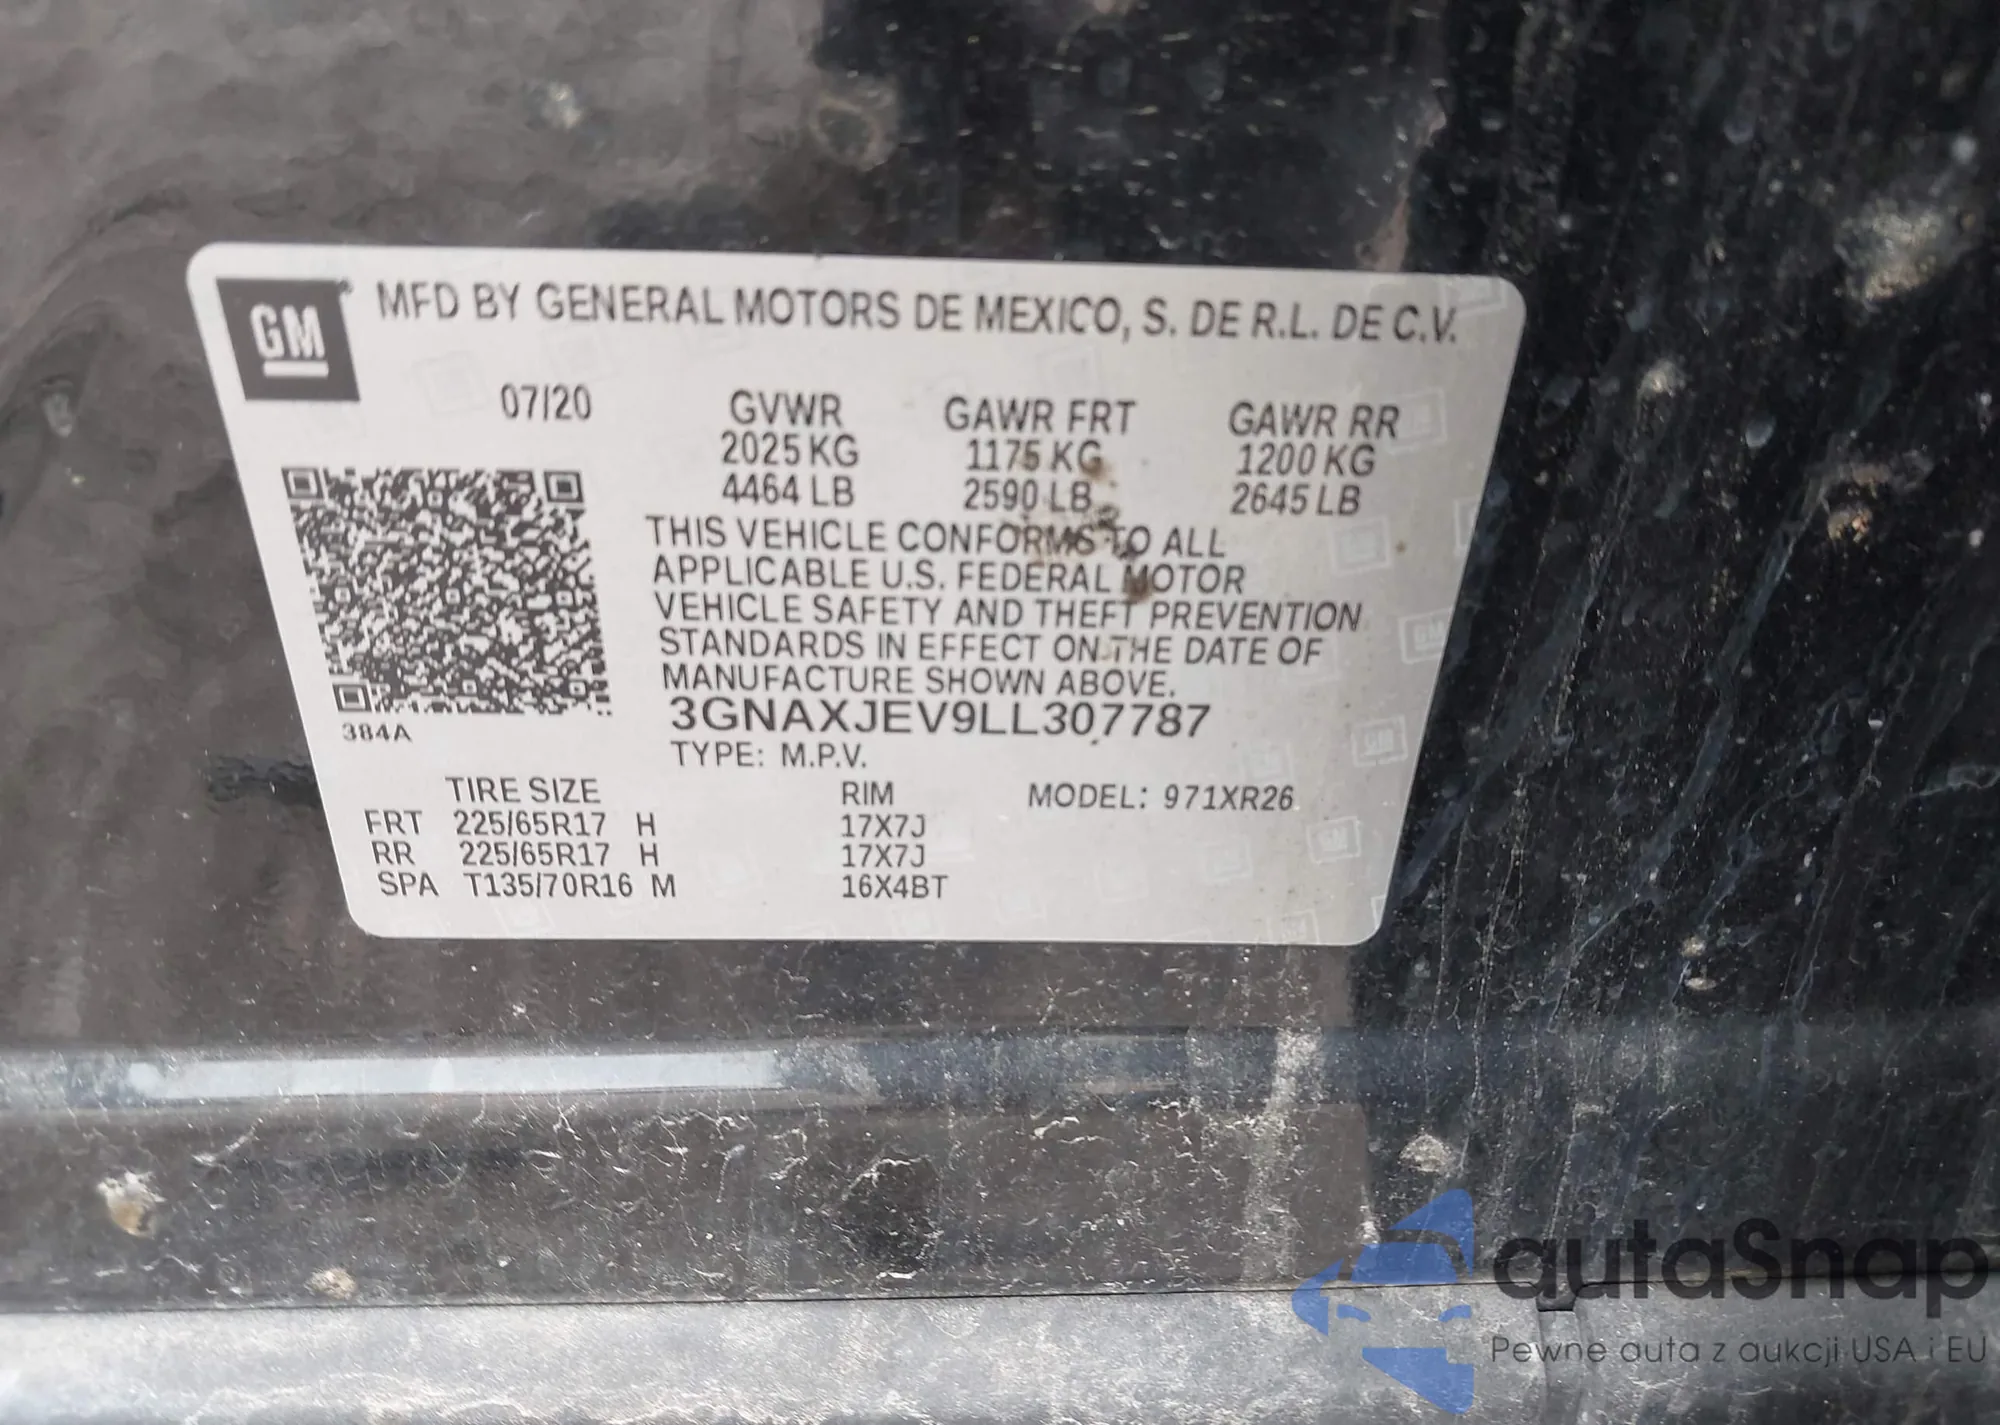 GM MFD BY GENERAL MOTORS DE MEXICO, S. DE R.L. DE C.V.
07/20 GVWR GAWR FRT GAWR RR
2025 KG 1175 KG 1200 KG
4464 LB 2590 LB 2645 LB
THIS VEHICLE CONFORMS TO ALL
APPLICABLE U.S. FEDERAL MOTOR
VEHICLE SAFETY AND THEFT PREVENTION
STANDARDS IN EFFECT ON THE DATE OF
MANUFACTURE SHOWN ABOVE.
3GNAXJEV9LL307787
384A
TYPE: M.P.V.
TIRE SIZE RIM MODEL: 971XR26
FRT 225/65R17 H 17X7J
RR 225/65R17 H 17X7J
SPA T135/70R16 M 16X4BT
autaSnap
Pewne auta z aukcji USA i EU